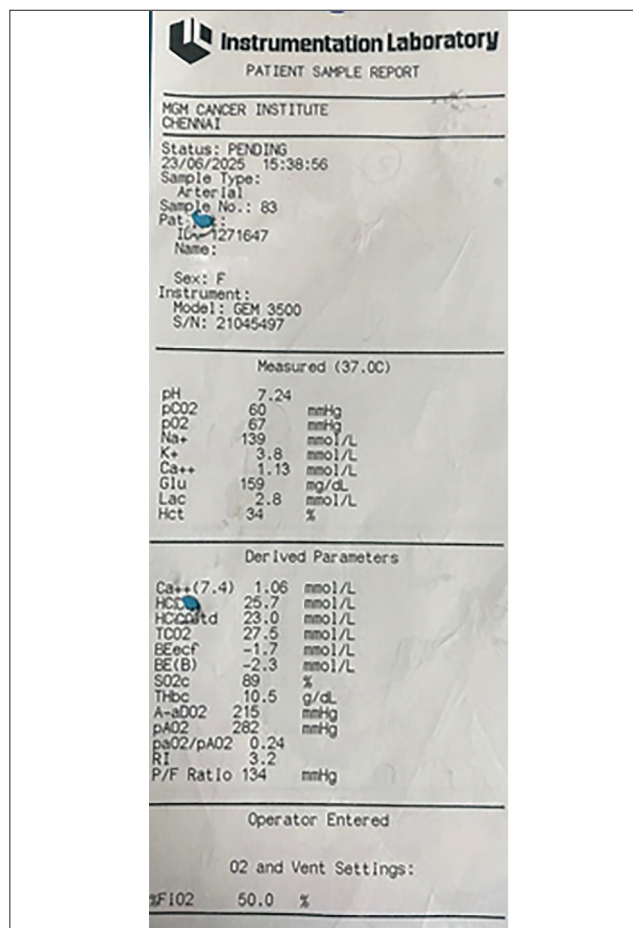 Instrumentation Laboratory
PATIENT SAMPLE REPORT
MGM CANCER INSTITUTE
CHENNAI
Status: PENDING
23/06/2025 15:38:56
Sample Type:
Arterial
Sample No.: 83
Pat
1271647
Name:
Sex: F
Instrument:
Model: GEM 3500
S/N: 21045497
Measured (37.0C)
pH 7.24
pCO2 60 mmHg
pO2 67 mmHg
Na+ 139 mmol/L
K+ 3.8 mmol/L
Ca++ 1.13 mmol/L
Glu 159 mg/dL
Lac 2.8 mmol/L
Hct 34 %
Derived Parameters
Ca++(7.4) 1.06 mmol/L
25.7 mmol/L
23.0 mmol/L
TCO2 27.5 mmol/L
BEecf -1.7 mmol/L
BE(B) -2.3 mmol/L
SO2c 89 %
THbc 10.5 g/dL
A-aDO2 215 mmHg
pAO2 282 mmHg
paO2/pAO2 0.24
RI 3.2
P/F Ratio 134 mmHg
Operator Entered
O2 and Vent Settings:
%FiO2 50.0 %